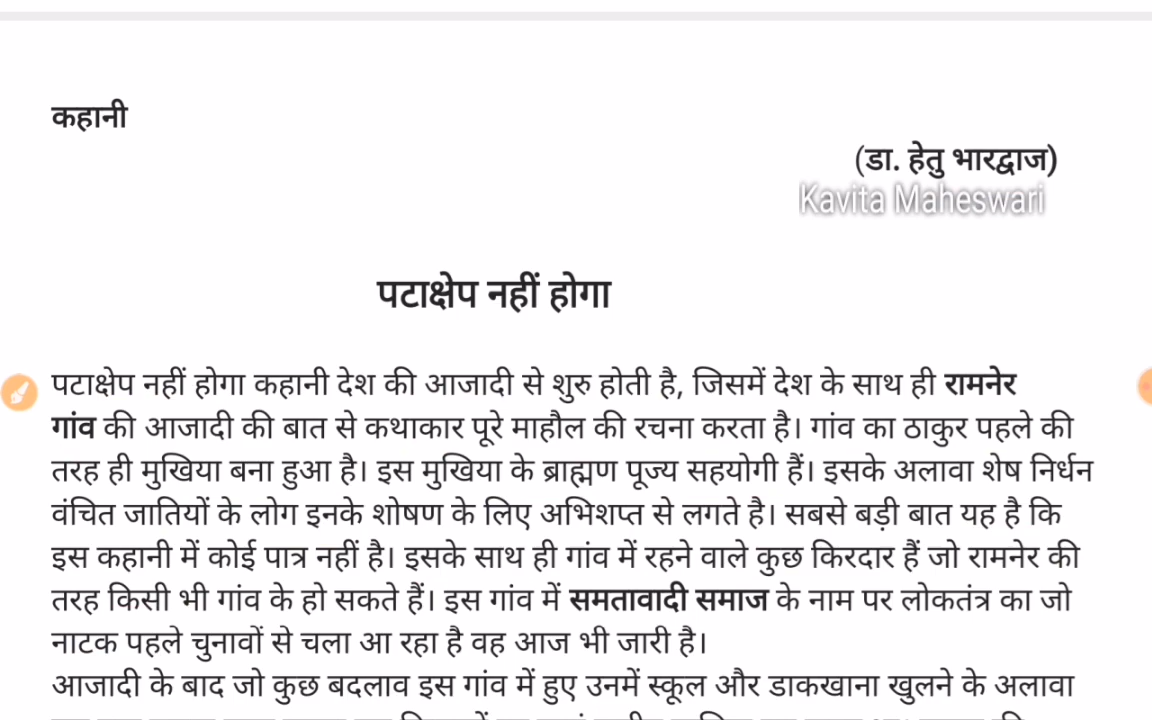 कहानी
(डा. हेतु भारद्वाज)
Kavita Maheswari
पटाक्षेप नहीं होगा
पटाक्षेप नहीं होगा कहानी देश की आजादी से शुरु होती है, जिसमें देश के साथ ही रामनेर
गांव की आजादी की बात से कथाकार पूरे माहौल की रचना करता है। गांव का ठाकुर पहले की
तरह ही मुखिया बना हुआ है। इस मुखिया के ब्राह्मण पूज्य सहयोगी हैं। इसके अलावा शेष निर्धन
वंचित जातियों के लोग इनके शोषण के लिए अभिशप्त से लगते है। सबसे बड़ी बात यह है कि
इस कहानी में कोई पात्र नहीं है। इसके साथ ही गांव में रहने वाले कुछ किरदार हैं जो रामनेर की
तरह किसी भी गांव के हो सकते हैं। इस गांव में समतावादी समाज के नाम पर लोकतंत्र का जो
नाटक पहले चुनावों से चला आ रहा है वह आज भी जारी है।
आजादी के बाद जो कुछ बदलाव इस गांव में हुए उनमें स्कूल और डाकखाना खुलने के अलावा